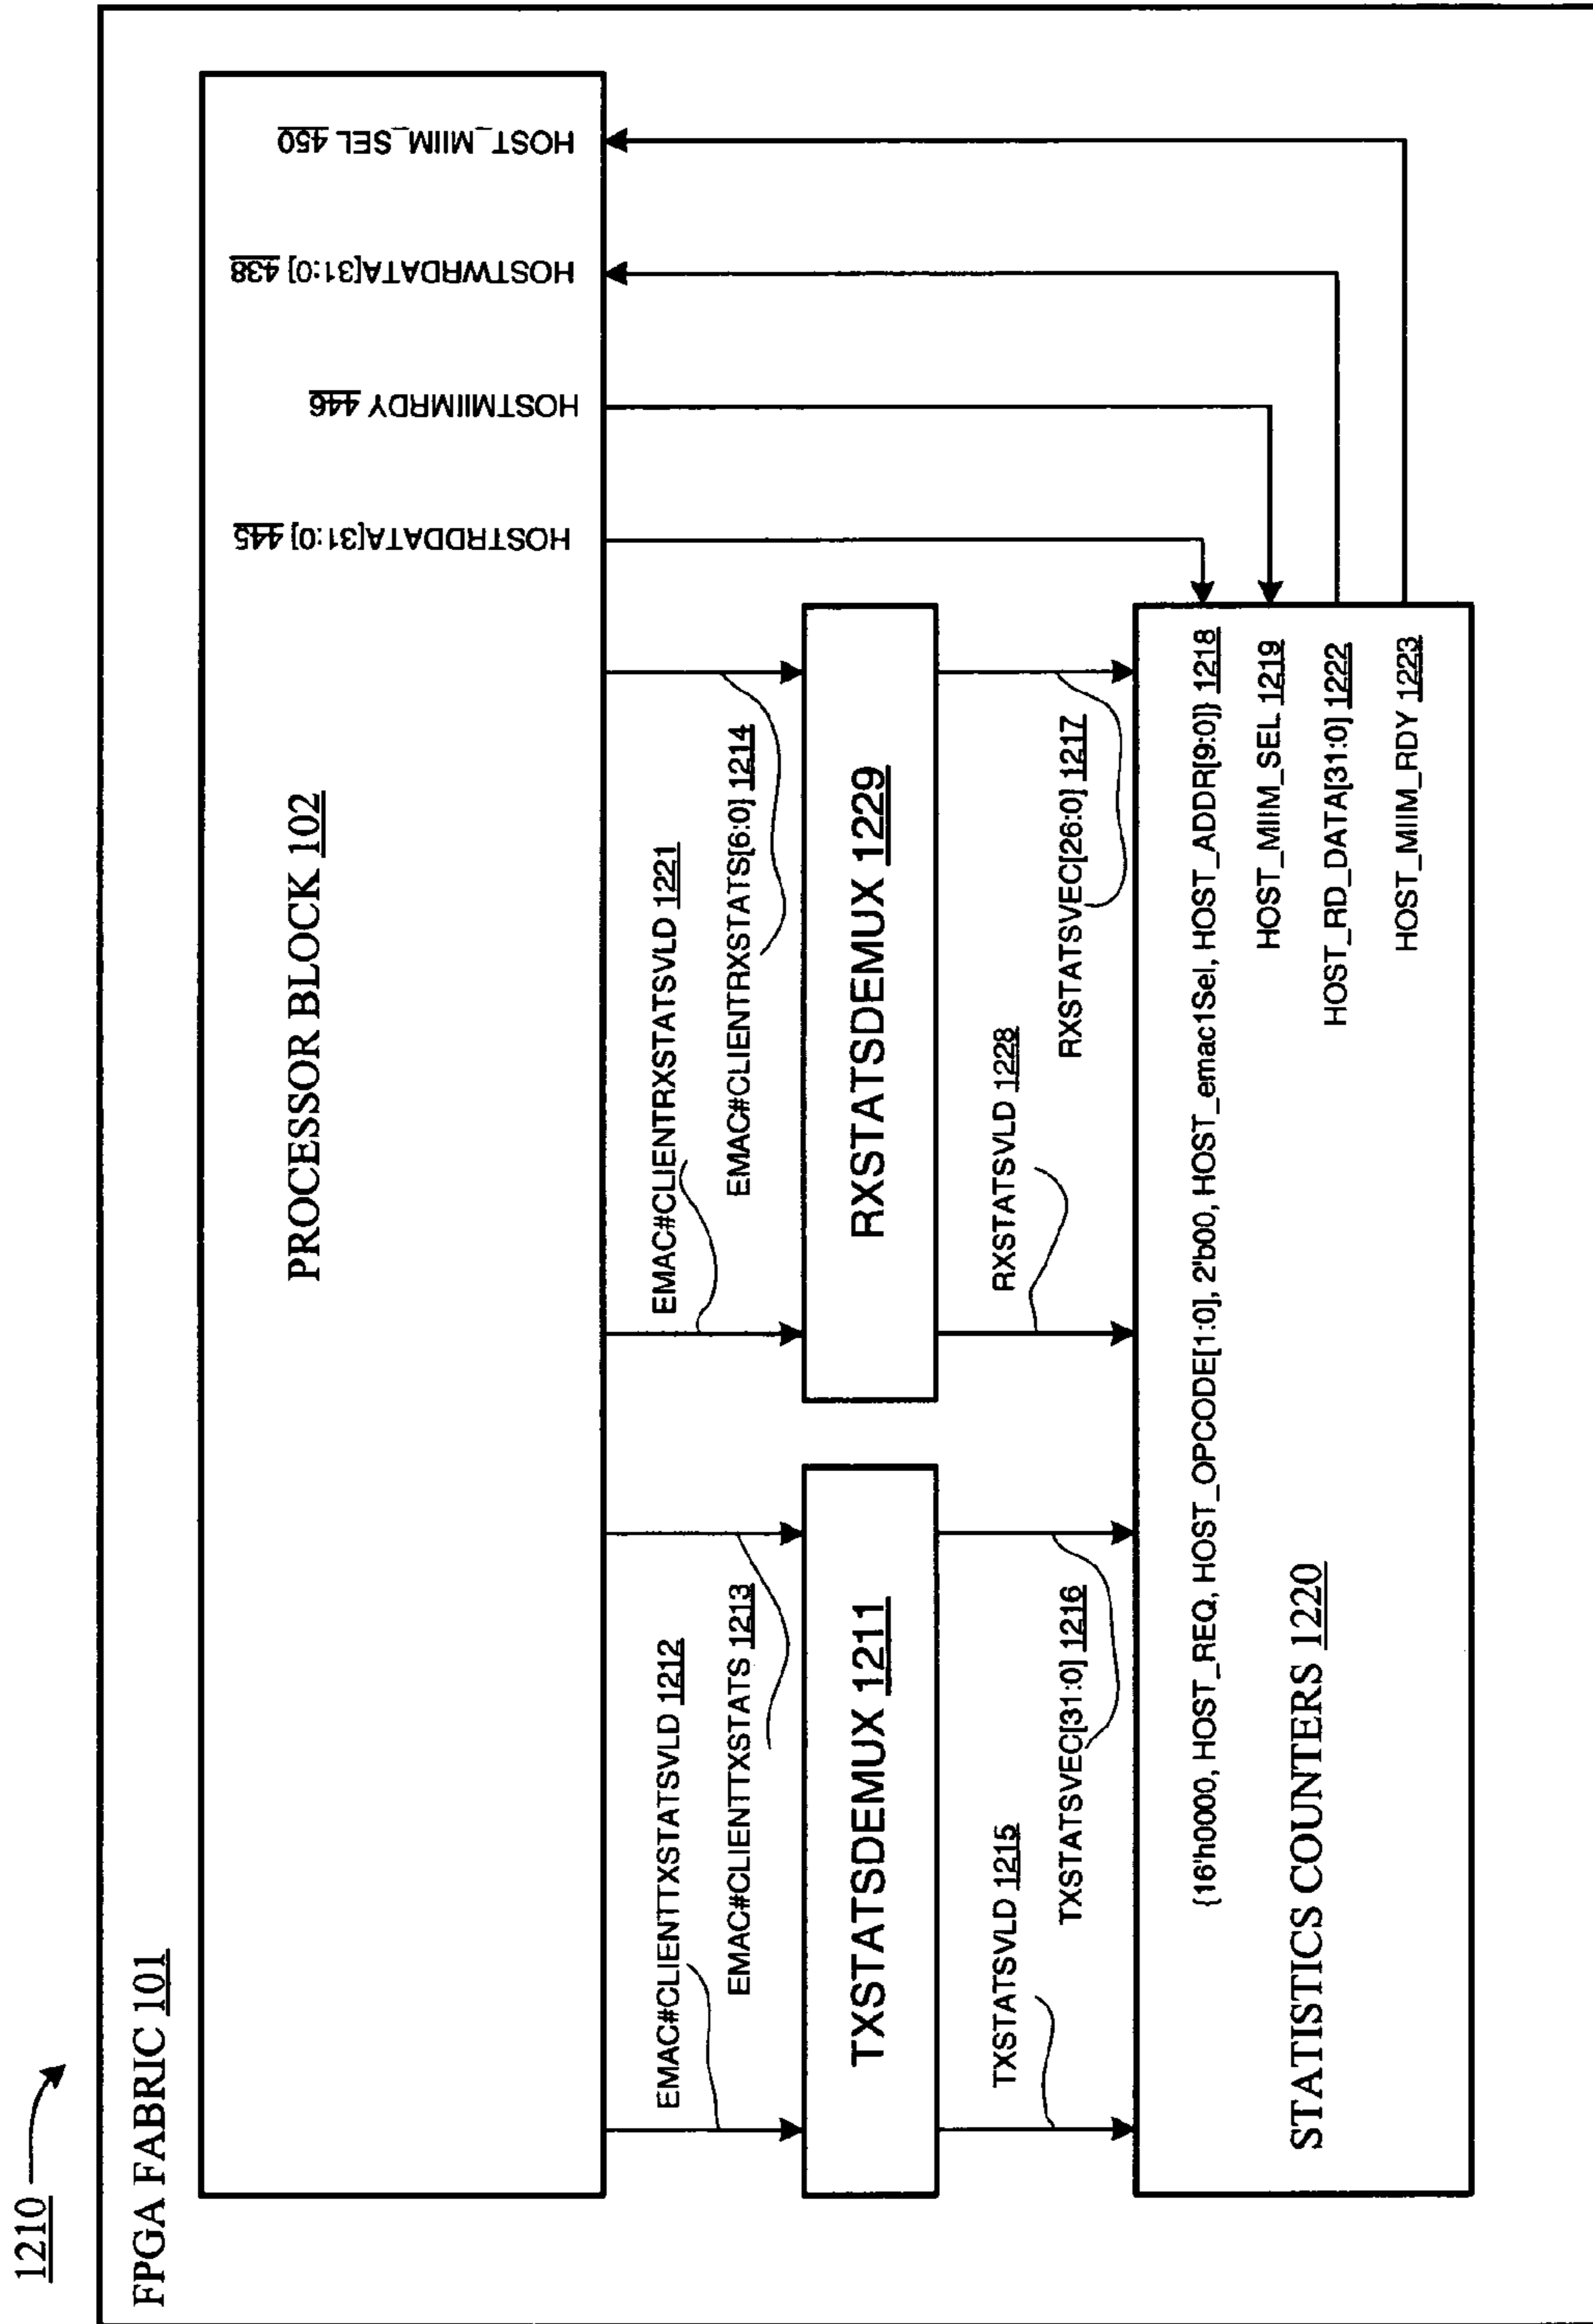 1210
FPGA FABRIC 101
PROCESSOR BLOCK 102
HOSTRDDATA[31:0] 445
HOSTMIIMRDY 446
HOSTWRDATA[31:0] 438
HOST_MIIM_SEL 450
EMAC#CLIENTTXSTATSVLD 1212
EMAC#CLIENTTXSTATS 1213
EMAC#CLIENTRXSTATSVLD 1221
EMAC#CLIENTRXSTATS[6:0] 1214
TXSTATSDEMUX 1211
RXSTATSDEMUX 1229
TXSTATSVLD 1215
TXSTATSVEC[31:0] 1216
RXSTATSVLD 1228
RXSTATSVEC[26:0] 1217
{16'h0000, HOST_REQ, HOST_OPCODE[1:0], 2'b00, HOST_emac1Sel, HOST_ADDR[9:0]} 1218
HOST_MIIM_SEL 1219
HOST_RD_DATA[31:0] 1222
HOST_MIIM_RDY 1223
STATISTICS COUNTERS 1220